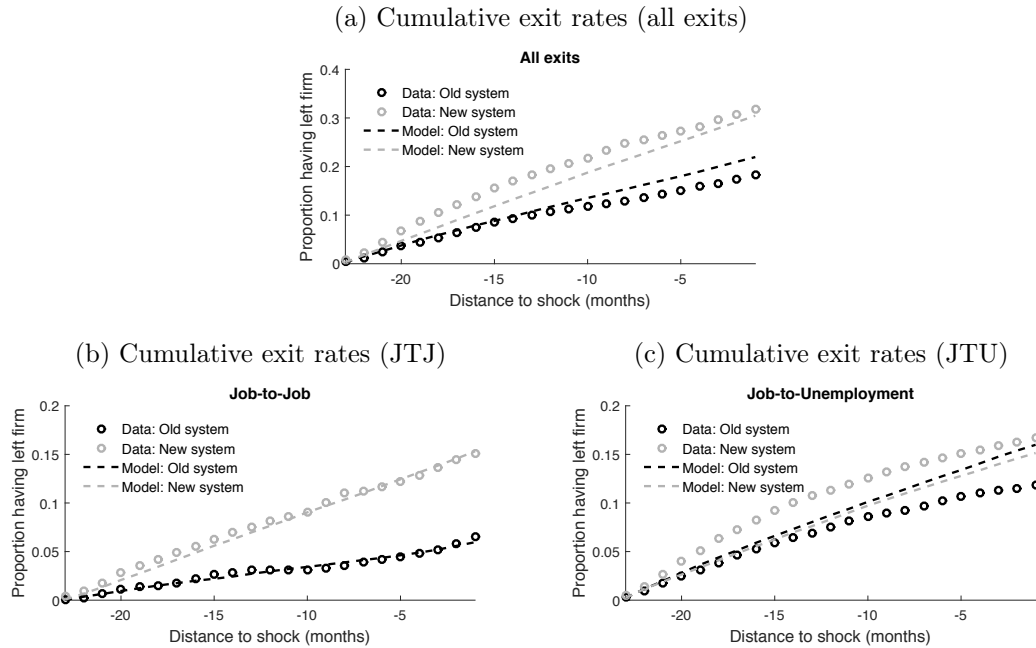 (a) Cumulative exit rates (all exits)
All exits
Proportion having left firm
0.4
0.3
0.2
0.1
0
Data: Old system
Data: New system
Model: Old system
Model: New system
-20 -15 -10 -5
Distance to shock (months)
(b) Cumulative exit rates (JTJ)
Job-to-Job
Proportion having left firm
0.2
0.15
0.1
0.05
0
Data: Old system
Data: New system
Model: Old system
Model: New system
-20 -15 -10 -5
Distance to shock (months)
(c) Cumulative exit rates (JTU)
Job-to-Unemployment
Proportion having left firm
0.2
0.15
0.1
0.05
0
Data: Old system
Data: New system
Model: Old system
Model: New system
-20 -15 -10 -5
Distance to shock (months)